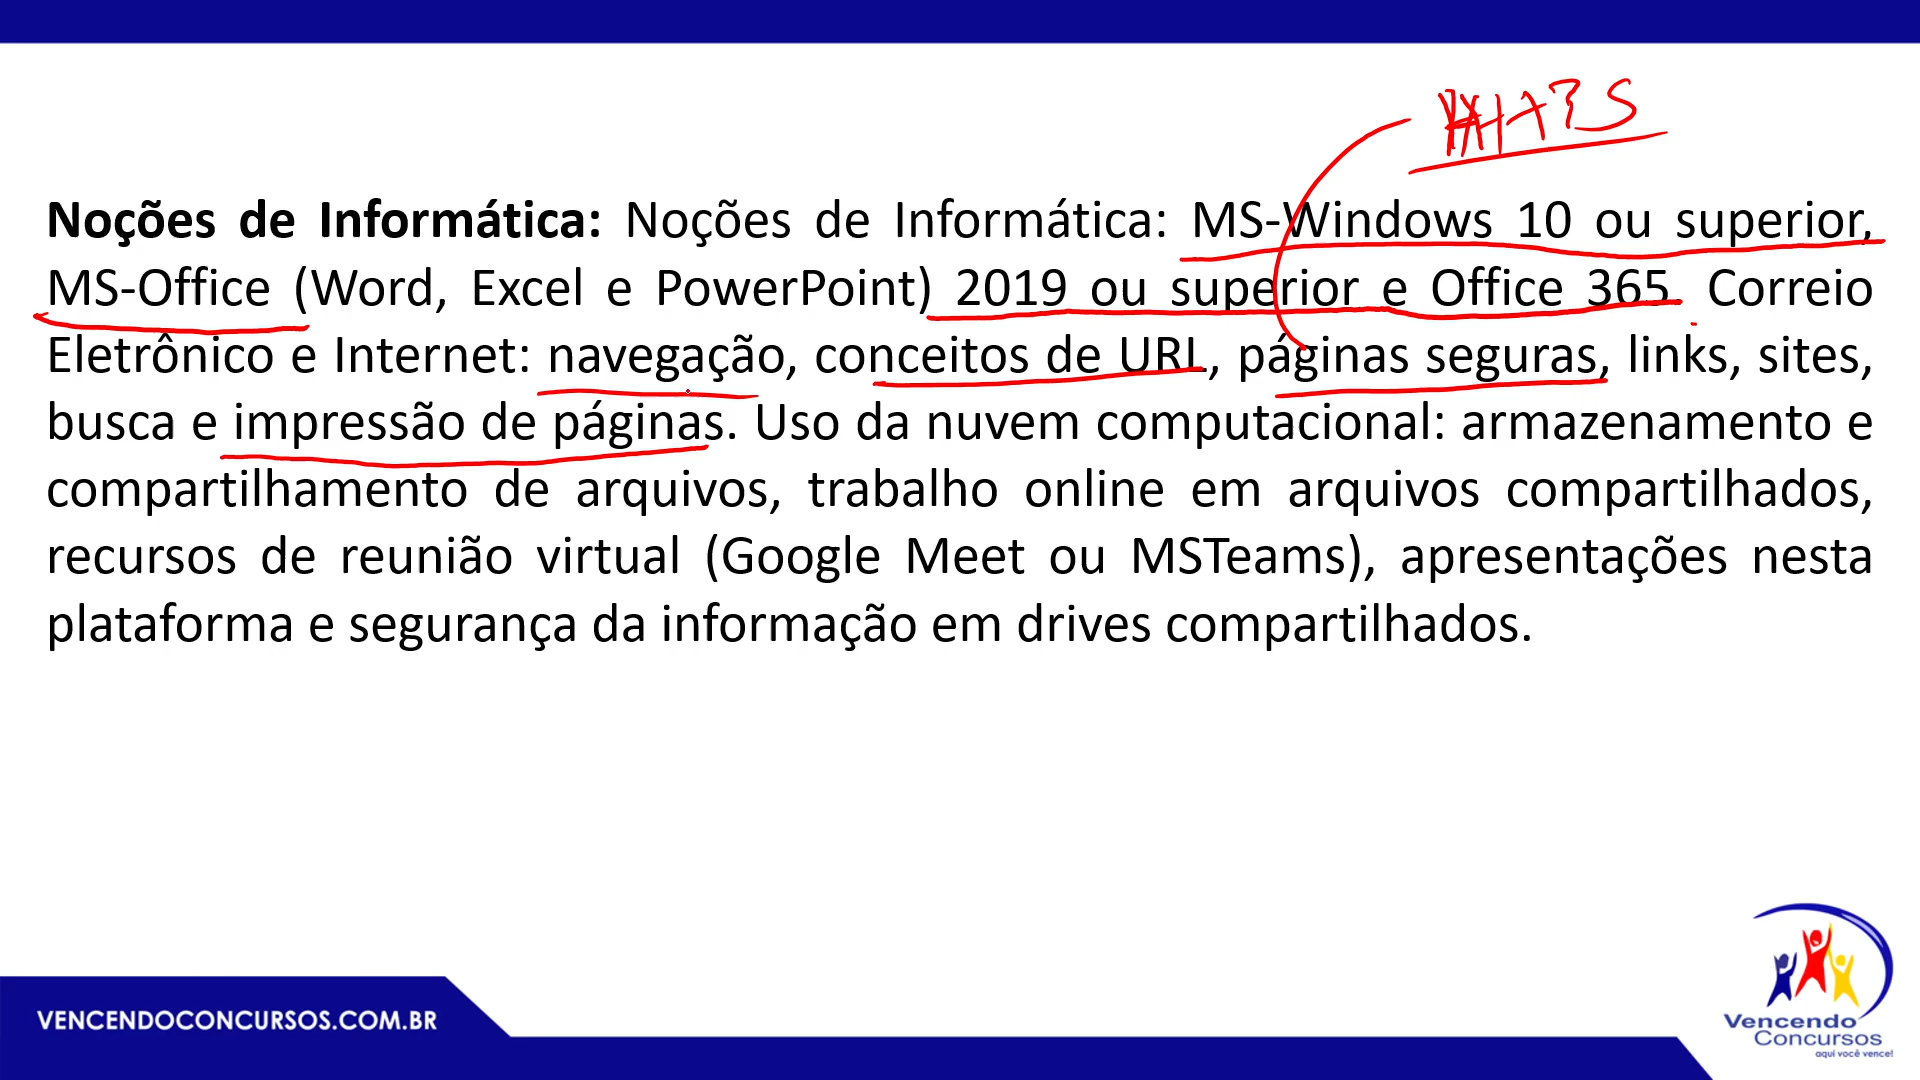 Noções de Informática: Noções de Informática: MS-Windows 10 ou superior,
MS-Office (Word, Excel e PowerPoint) 2019 ou superior e Office 365. Correio
Eletrônico e Internet: navegação, conceitos de URL, páginas seguras, links, sites,
busca e impressão de páginas. Uso da nuvem computacional: armazenamento e
compartilhamento de arquivos, trabalho online em arquivos compartilhados,
recursos de reunião virtual (Google Meet ou MSTeams), apresentações nesta
plataforma e segurança da informação em drives compartilhados.
VENCENDOCONCURSOS.COM.BR
Vencendo
Concursos
aqui você vence!